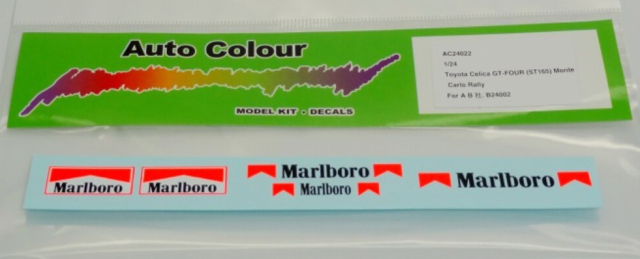 Auto Colour
MODEL KIT - DECALS
AC24022
1/24
Toyota Celica GT-FOUR (ST165) Monte
Carlo Rally
For A B 社. B24002
Marlboro
Marlboro
Marlboro
Marlboro
Marlboro